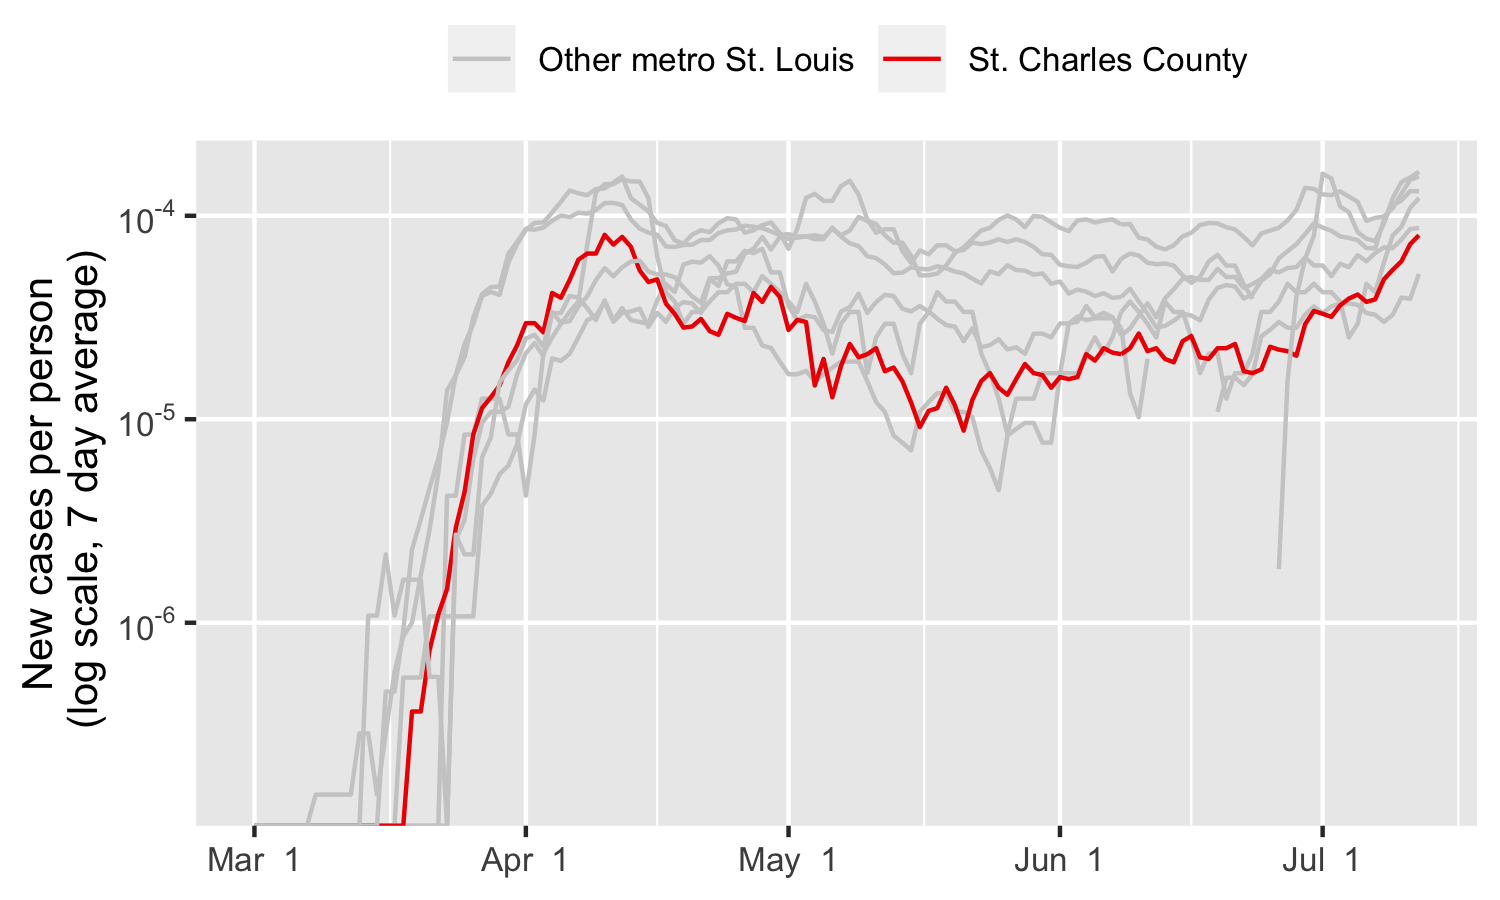 Other metro St. Louis St. Charles County
New cases per person
(log scale, 7 day average)
10⁻⁴
10⁻⁵
10⁻⁶
Mar 1 Apr 1 May 1 Jun 1 Jul 1